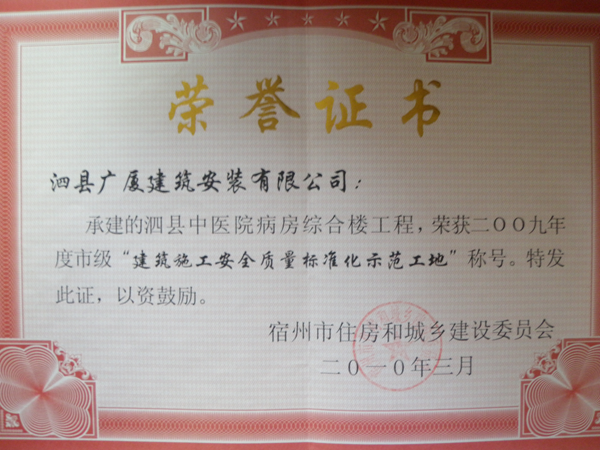 荣誉证书
泗县广厦建筑安装有限公司：
承建的泗县中医院病房综合楼工程，荣获二〇〇九年
度市级“建筑施工安全质量标准化示范工地”称号。特发
此证，以资鼓励。
宿州市住房和城乡建设委员会
二〇一〇年三月